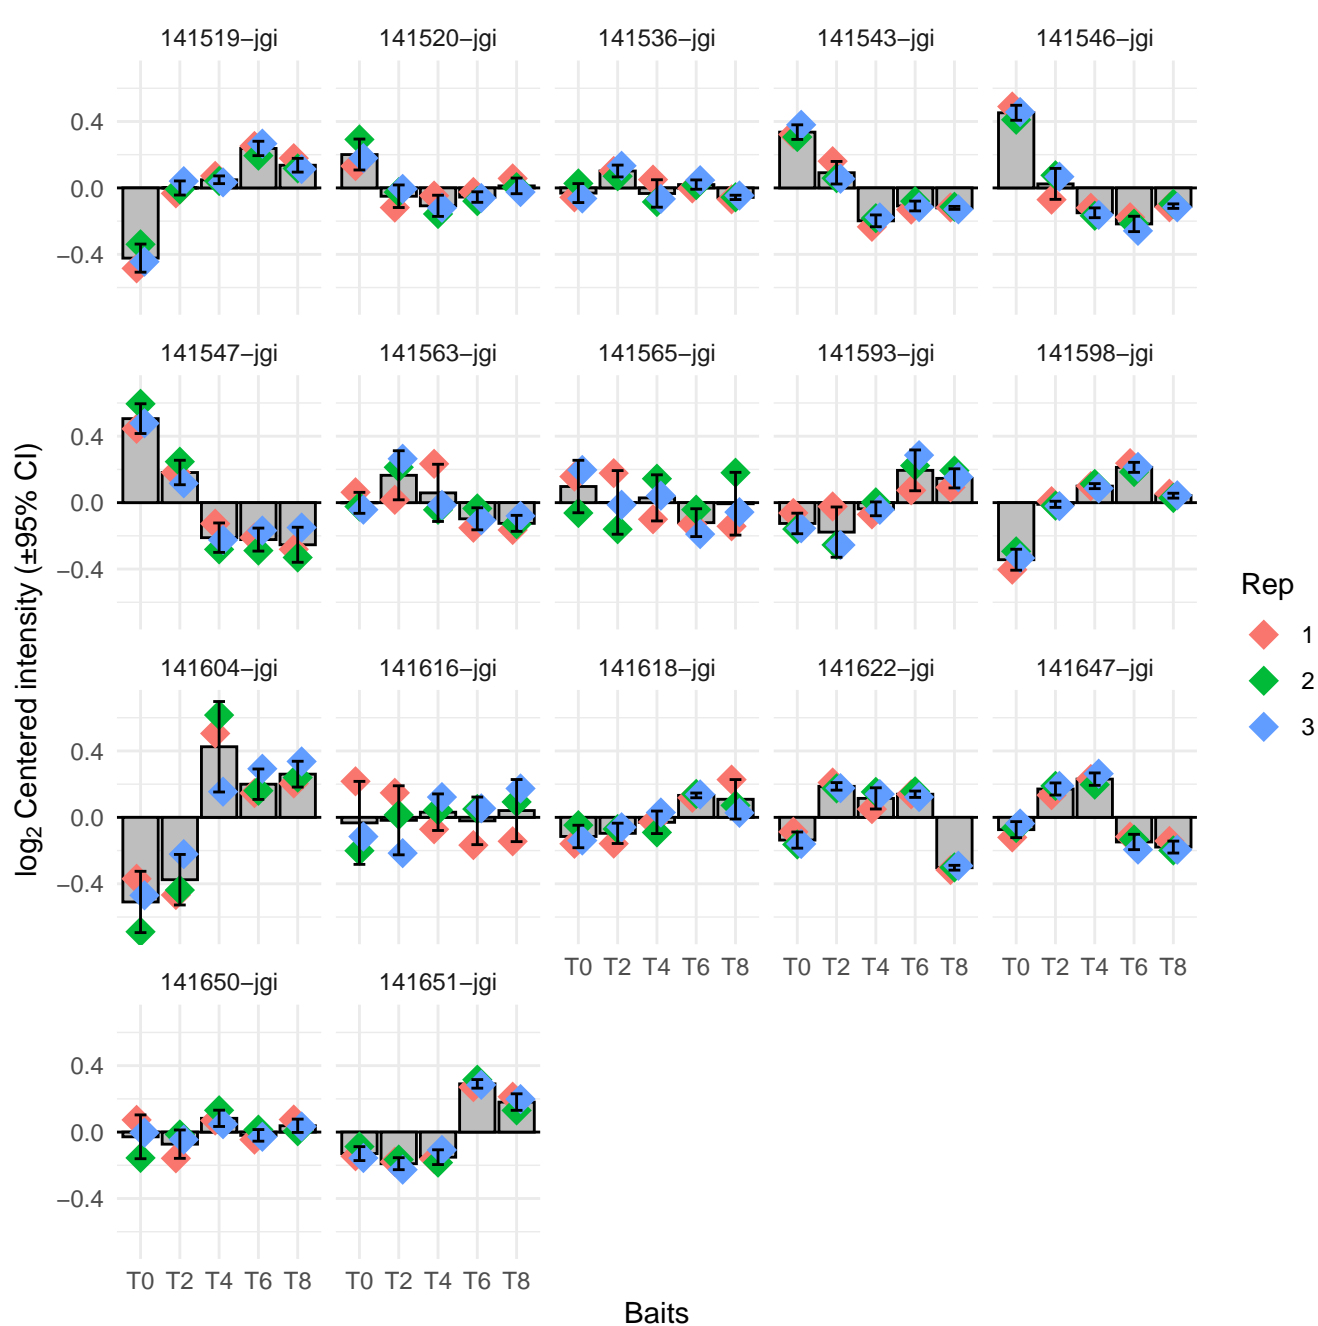 141519−jgi 141520−jgi 141536−jgi 141543−jgi 141546−jgi
0.4
0.0
−0.4
141547−jgi 141563−jgi 141565−jgi 141593−jgi 141598−jgi
0.4
0.0
−0.4
141604−jgi 141616−jgi 141618−jgi 141622−jgi 141647−jgi
0.4
0.0
−0.4
T0 T2 T4 T6 T8 T0 T2 T4 T6 T8 T0 T2 T4 T6 T8
141650−jgi 141651−jgi
0.4
0.0
−0.4
T0 T2 T4 T6 T8 T0 T2 T4 T6 T8
Baits
log₂ Centered intensity (±95% CI)
Rep
1
2
3